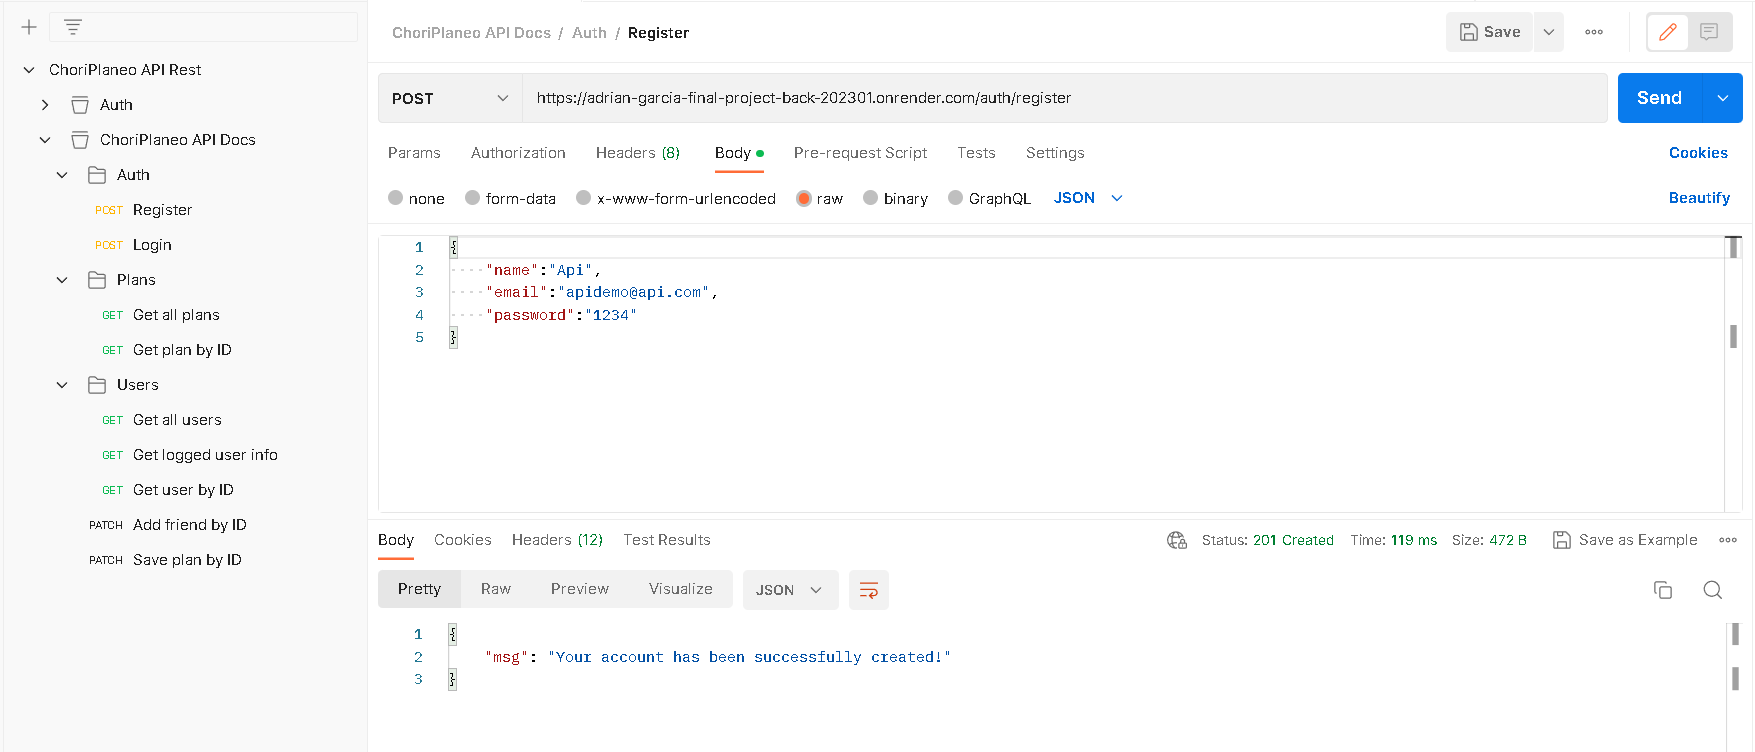 ChoriPlaneo API Rest
Auth
ChoriPlaneo API Docs
Auth
POST Register
POST Login
Plans
GET Get all plans
GET Get plan by ID
Users
GET Get all users
GET Get logged user info
GET Get user by ID
PATCH Add friend by ID
PATCH Save plan by ID
ChoriPlaneo API Docs / Auth / Register
Save
POST https://adrian-garcia-final-project-back-202301.onrender.com/auth/register Send
Params Authorization Headers (8) Body Pre-request Script Tests Settings Cookies
none form-data x-www-form-urlencoded raw binary GraphQL JSON Beautify
1 {
2 "name":"Api",
3 "email":"apidemo@api.com",
4 "password":"1234"
5 }
Body Cookies Headers (12) Test Results Status: 201 Created Time: 119 ms Size: 472 B Save as Example
Pretty Raw Preview Visualize JSON
1 {
2 "msg": "Your account has been successfully created!"
3 }